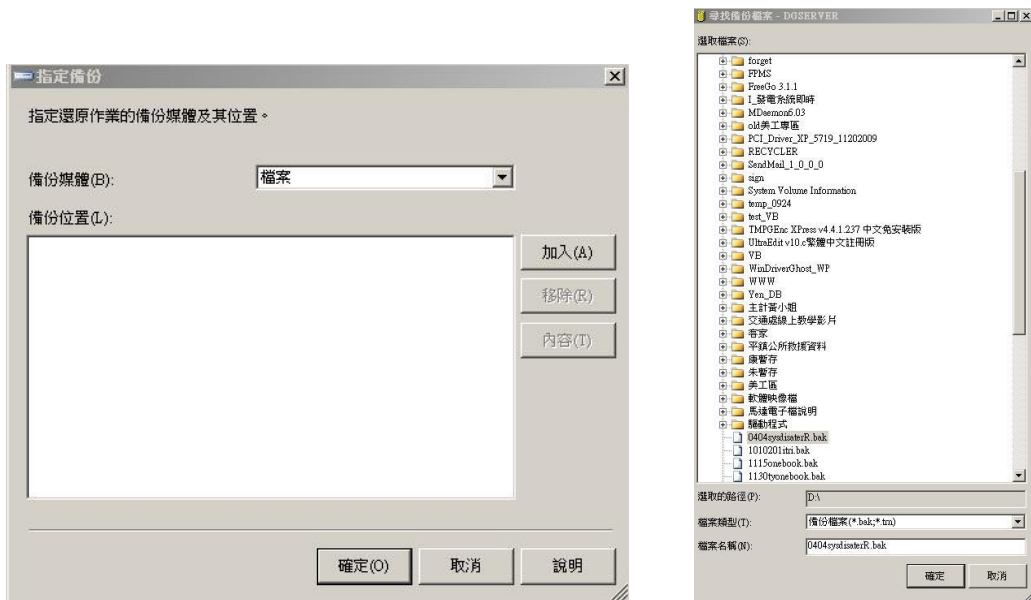 指定備份
指定還原作業的備份媒體及其位置。
備份媒體(B):
檔案
備份位置(L):
加入(A)
移除(R)
內容(T)
確定(O)
取消
說明
尋找備份檔案 - DGSERVER
選取檔案(S):
forget
FPMS
FreeGo 3.1.1
I_發電系統即時
MDaemon6.03
old美工專區
PCI_Driver_XP_5719_11202009
RECYCLER
SendMail_1_0_0_0
sign
System Volume Information
temp_0924
test_VB
TMPGEnc XPress v4.4.1.237 中文免安裝版
UltraEdit v10.c繁體中文註冊版
VB
WinDriverGhost_WP
WWW
Yen_DB
主計黃小姐
交通處線上教學影片
客家
平鎮公所救援資料
康暫存
未暫存
美工區
軟體映像檔
馬達電子檔說明
驅動程式
0404sysdisaterR.bak
1010201itri.bak
1115onebook.bak
1130tyonebook.bak
選取的路徑(P):
D:\
檔案類型(T):
備份檔案(*.bak;*.trn)
檔案名稱(N):
0404sysdisaterR.bak
確定
取消